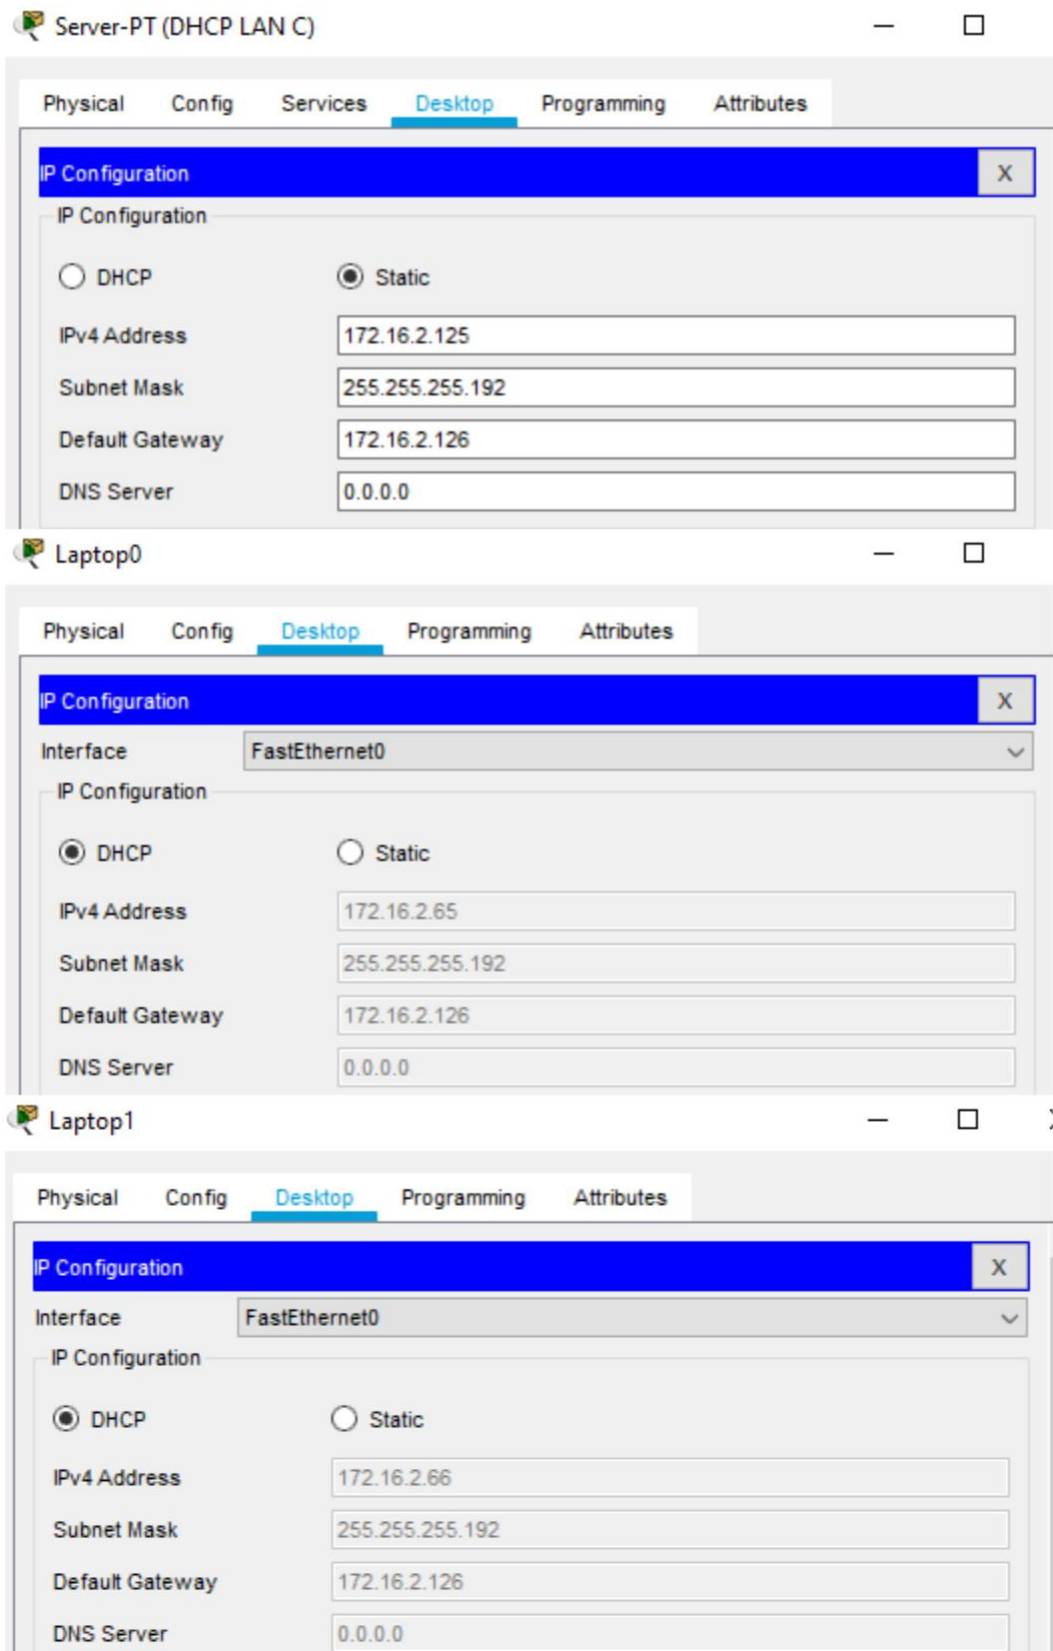 Server-PT (DHCP LAN C)
Physical Config Services Desktop Programming Attributes
IP Configuration X
IP Configuration
DHCP Static
IPv4 Address 172.16.2.125
Subnet Mask 255.255.255.192
Default Gateway 172.16.2.126
DNS Server 0.0.0.0
Laptop0
Physical Config Desktop Programming Attributes
IP Configuration X
Interface FastEthernet0
IP Configuration
DHCP Static
IPv4 Address 172.16.2.65
Subnet Mask 255.255.255.192
Default Gateway 172.16.2.126
DNS Server 0.0.0.0
Laptop1
Physical Config Desktop Programming Attributes
IP Configuration X
Interface FastEthernet0
IP Configuration
DHCP Static
IPv4 Address 172.16.2.66
Subnet Mask 255.255.255.192
Default Gateway 172.16.2.126
DNS Server 0.0.0.0